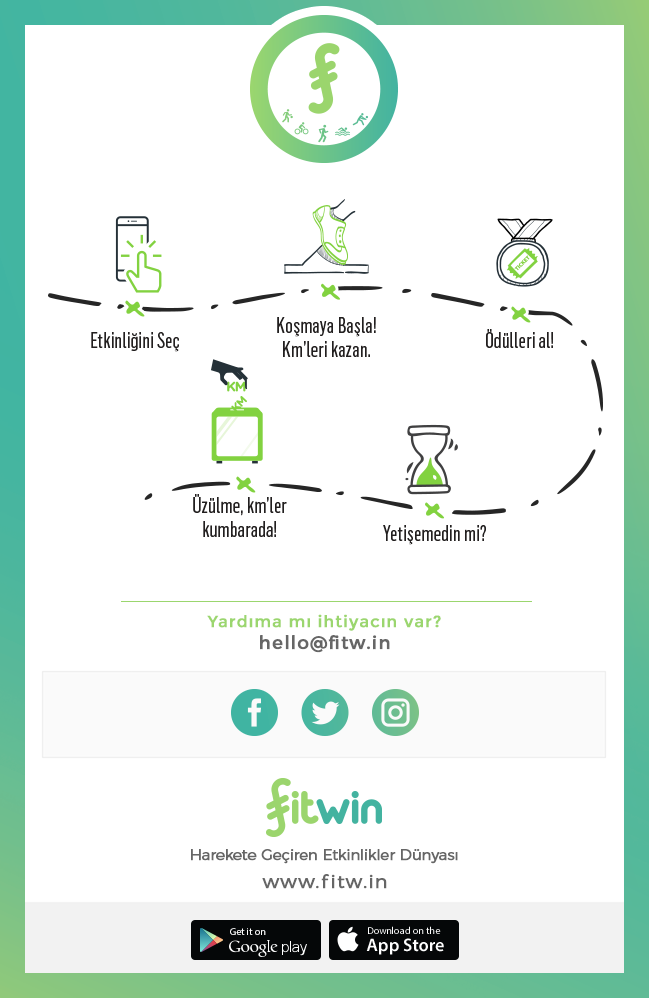 TICKET
Etkinliğini Seç
Koşmaya Başla!
Km'leri kazan.
Ödülleri al!
KM
KM
Üzülme, km'ler
kumbarada!
Yetişemedin mi?
Yardıma mı ihtiyacın var?
hello@fitw.in
fitwin
Harekete Geçiren Etkinlikler Dünyası
www.fitw.in
Get it on
Google play
Download on the
App Store